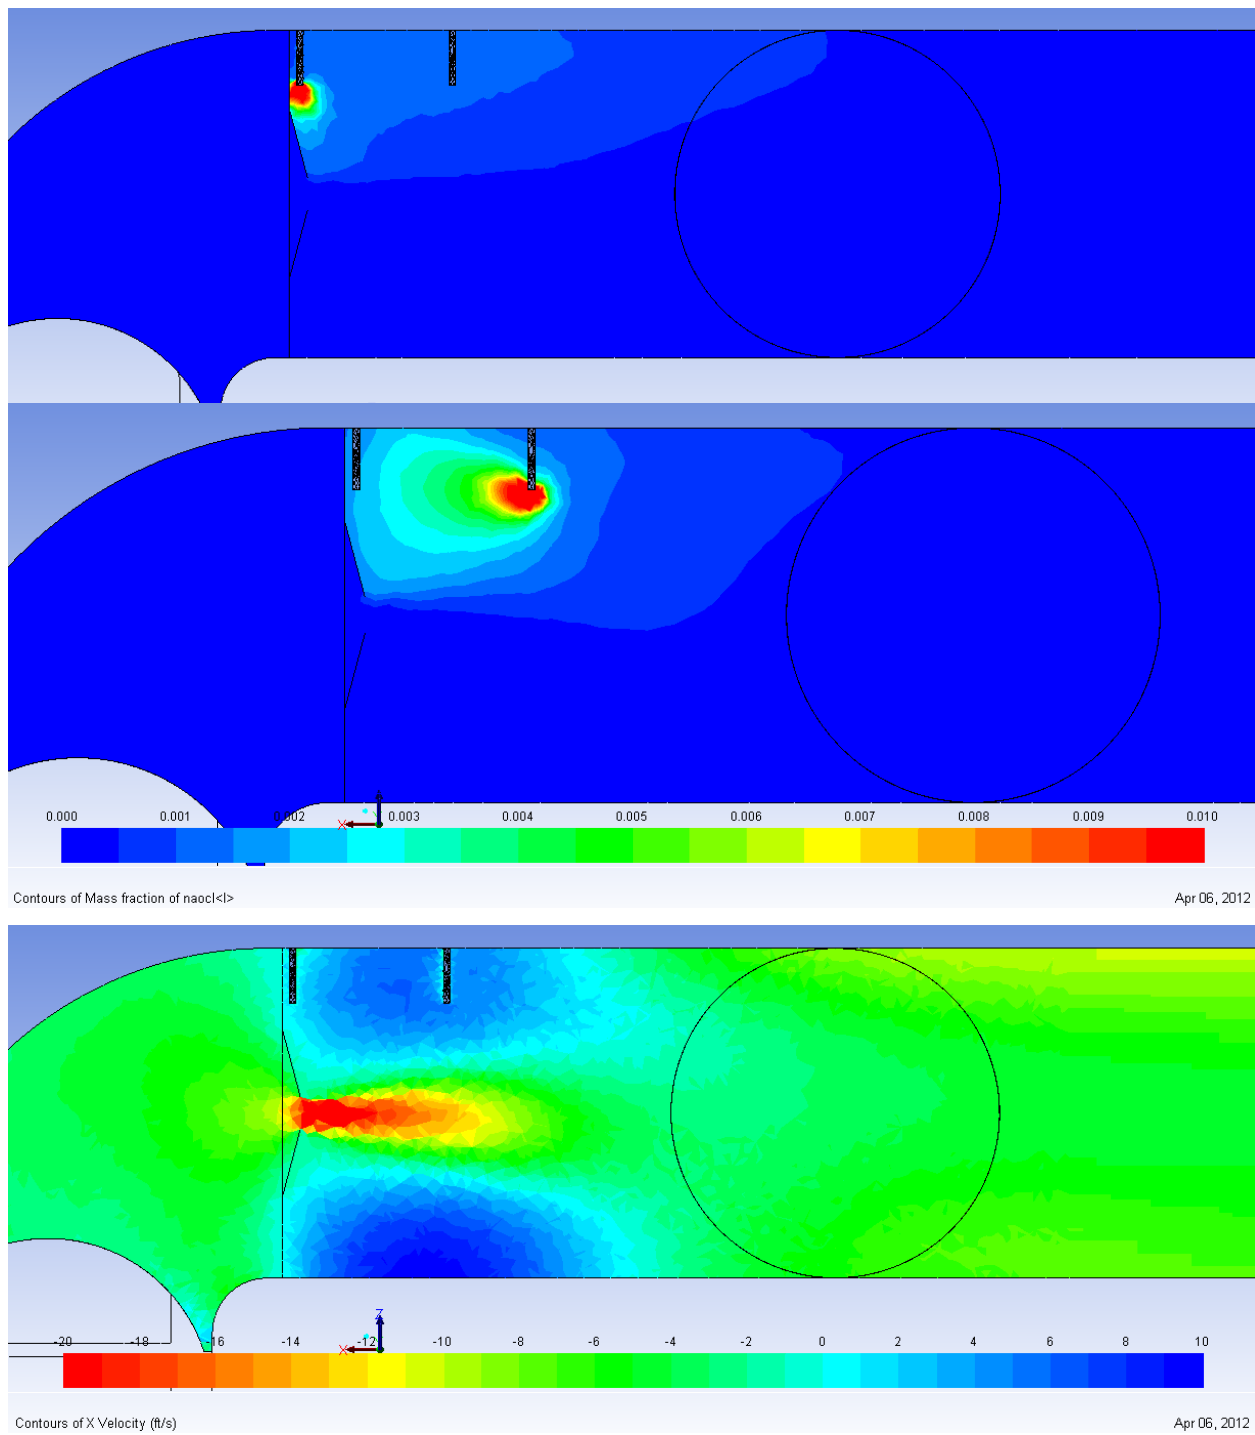 0.000 0.001 0.002 0.003 0.004 0.005 0.006 0.007 0.008 0.009 0.010
X
Contours of Mass fraction of naocl<l> Apr 06, 2012
Z
-20 -18 -16 -14 -12 -10 -8 -6 -4 -2 0 2 4 6 8 10
X
Contours of X Velocity (ft/s) Apr 06, 2012